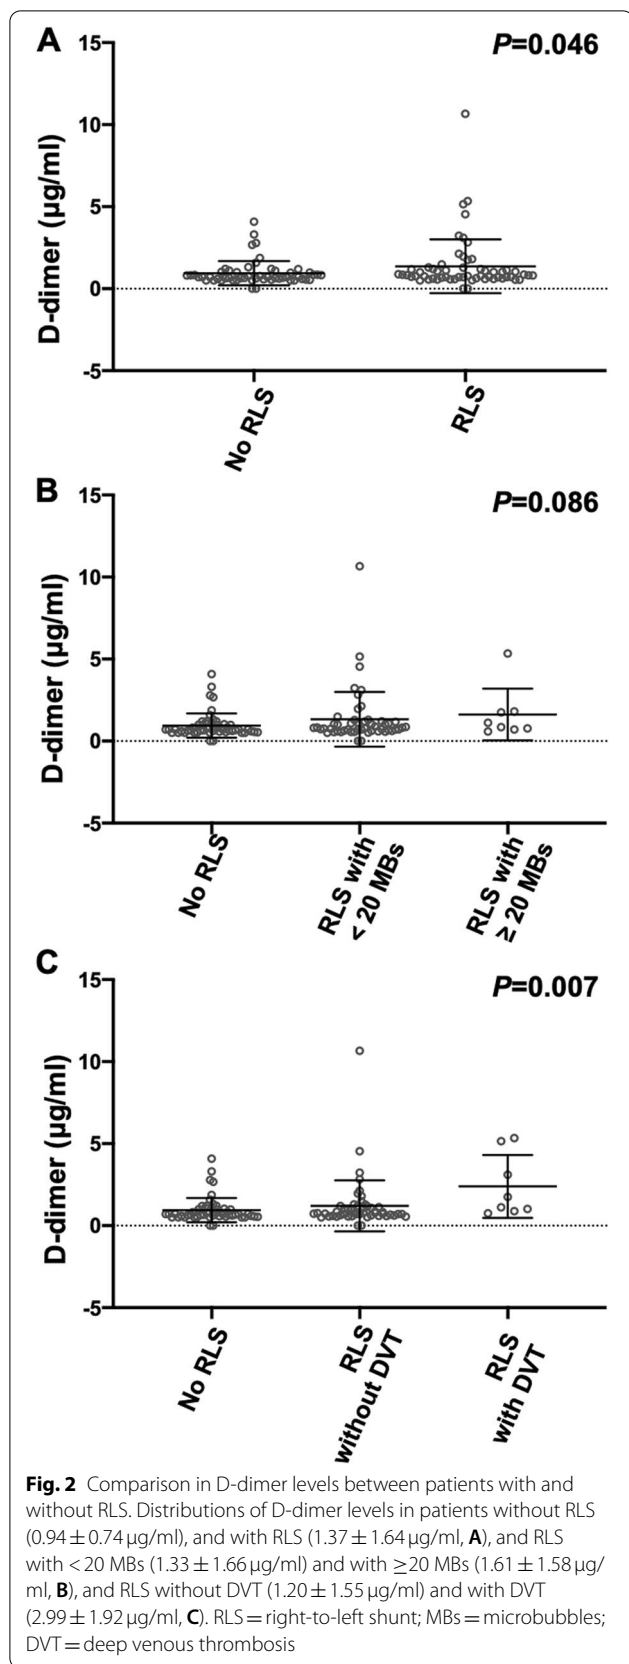 A
P=0.046
15
10
5
0
-5
D-dimer (µg/ml)
No RLS
RLS
B
P=0.086
15
10
5
0
-5
D-dimer (µg/ml)
No RLS
RLS with
< 20 MBs
RLS with
≥ 20 MBs
C
P=0.007
15
10
5
0
-5
D-dimer (µg/ml)
No RLS
RLS
without DVT
RLS
with DVT
Fig. 2 Comparison in D-dimer levels between patients with and
without RLS. Distributions of D-dimer levels in patients without RLS
(0.94 ± 0.74 µg/ml), and with RLS (1.37 ± 1.64 µg/ml, A), and RLS
with < 20 MBs (1.33 ± 1.66 µg/ml) and with ≥20 MBs (1.61 ± 1.58 µg/
ml, B), and RLS without DVT (1.20 ± 1.55 µg/ml) and with DVT
(2.99 ± 1.92 µg/ml, C). RLS = right-to-left shunt; MBs = microbubbles;
DVT = deep venous thrombosis